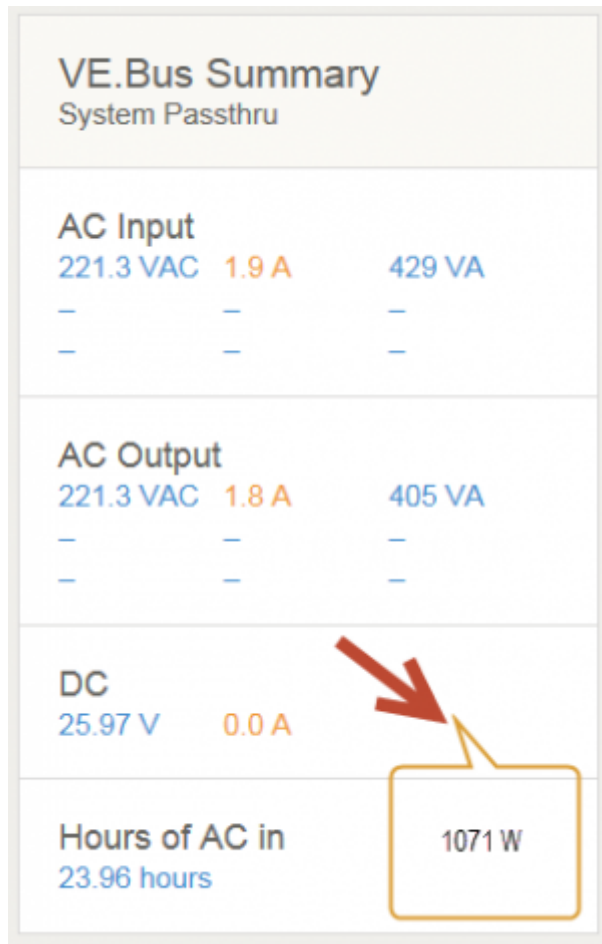 VE.Bus Summary
System Passthru
AC Input
221.3 VAC 1.9 A 429 VA
– – –
– – –
AC Output
221.3 VAC 1.8 A 405 VA
– – –
– – –
DC
25.97 V 0.0 A
Hours of AC in
23.96 hours
1071 W